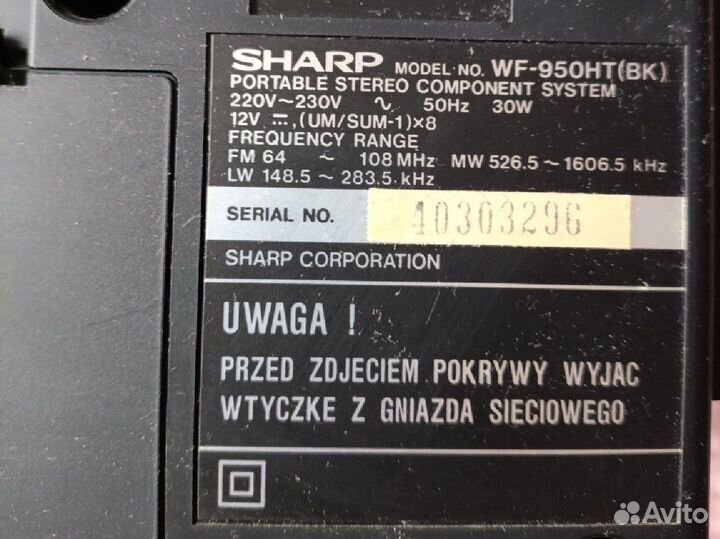 SHARP MODEL NO. WF-950HT(BK)
PORTABLE STEREO COMPONENT SYSTEM
220V~230V ∿ 50Hz 30W
12V ⎓, (UM/SUM-1)×8
FREQUENCY RANGE
FM 64 ~ 108 MHz MW 526.5 ~ 1606.5 kHz
LW 148.5 ~ 283.5 kHz
SERIAL NO. 40303296
SHARP CORPORATION
UWAGA !
PRZED ZDJECIEM POKRYWY WYJAC
WTYCZKE Z GNIAZDA SIECIOWEGO
Avito